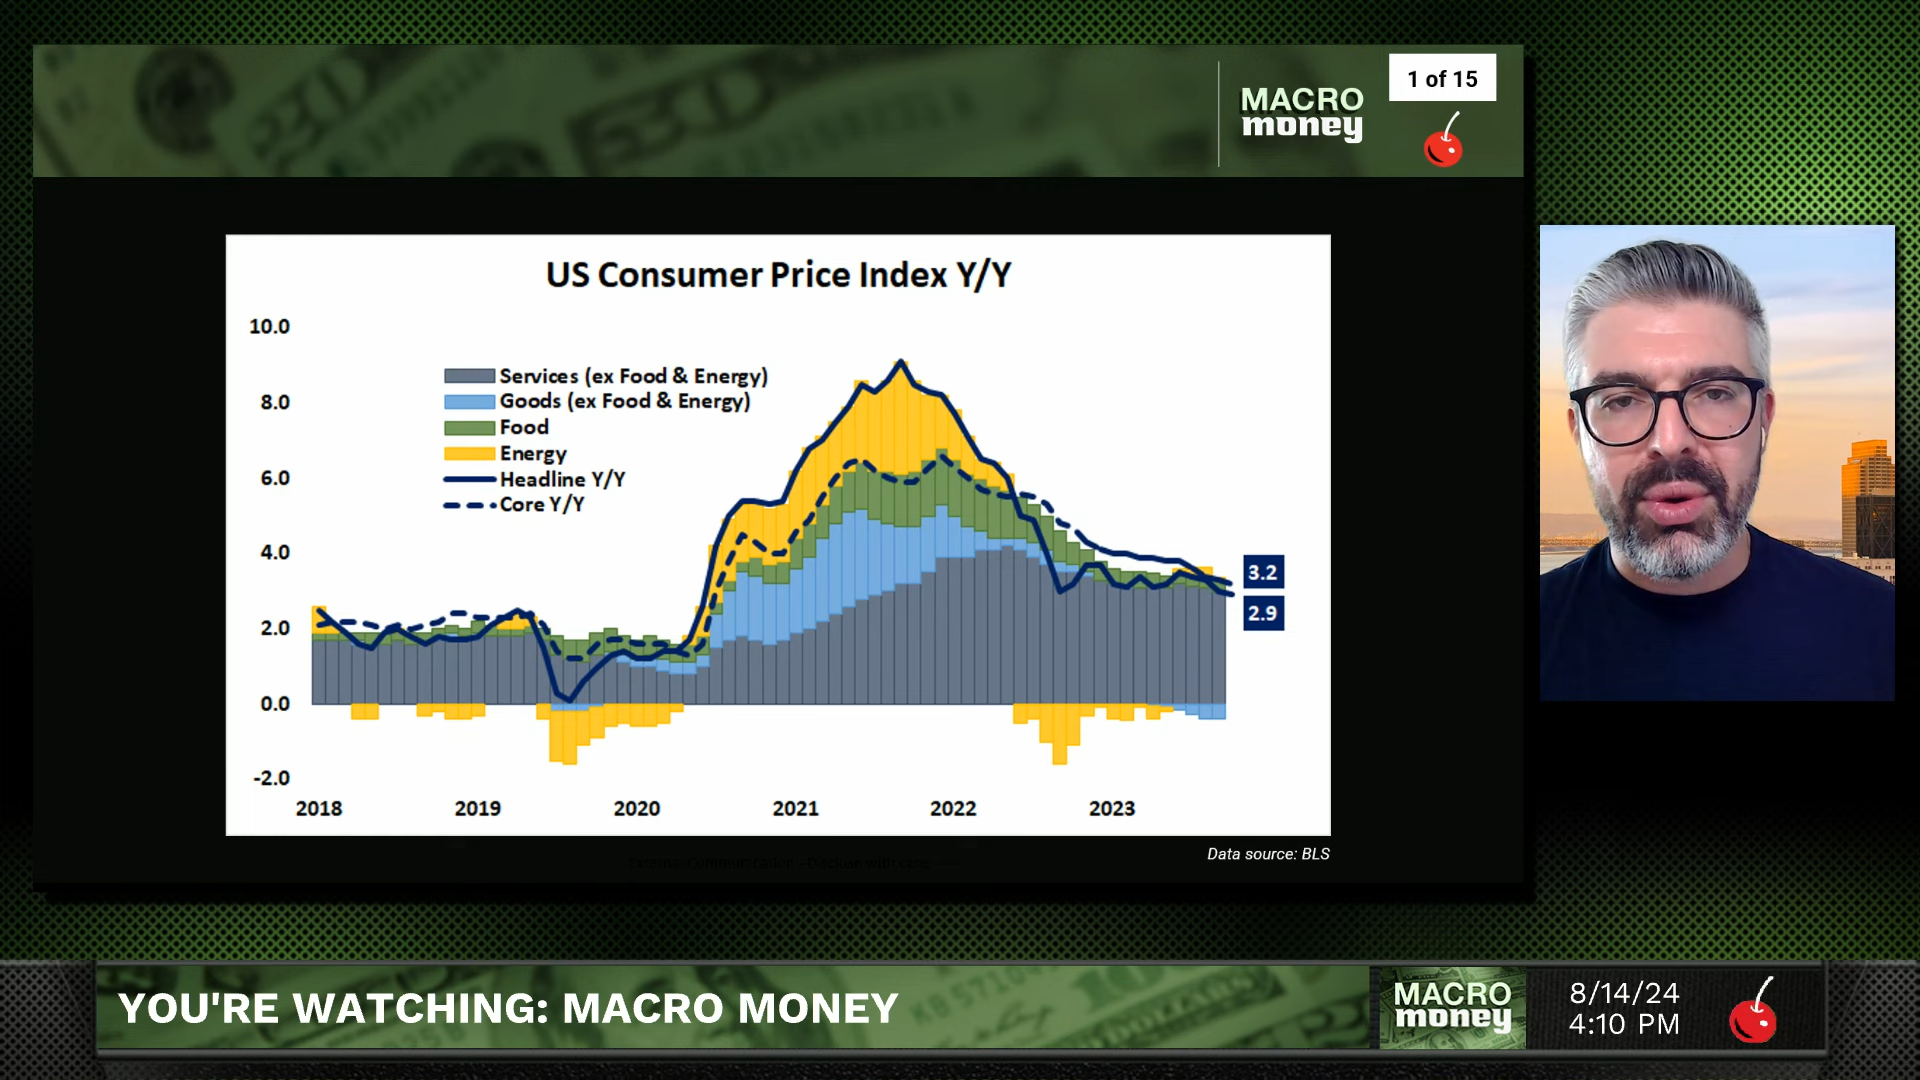 MACRO
money
1 of 15
US Consumer Price Index Y/Y
10.0
8.0
6.0
4.0
2.0
0.0
-2.0
Services (ex Food & Energy)
Goods (ex Food & Energy)
Food
Energy
Headline Y/Y
Core Y/Y
3.2
2.9
2018
2019
2020
2021
2022
2023
Data source: BLS
YOU'RE WATCHING: MACRO MONEY
MACRO
money
8/14/24
4:10 PM